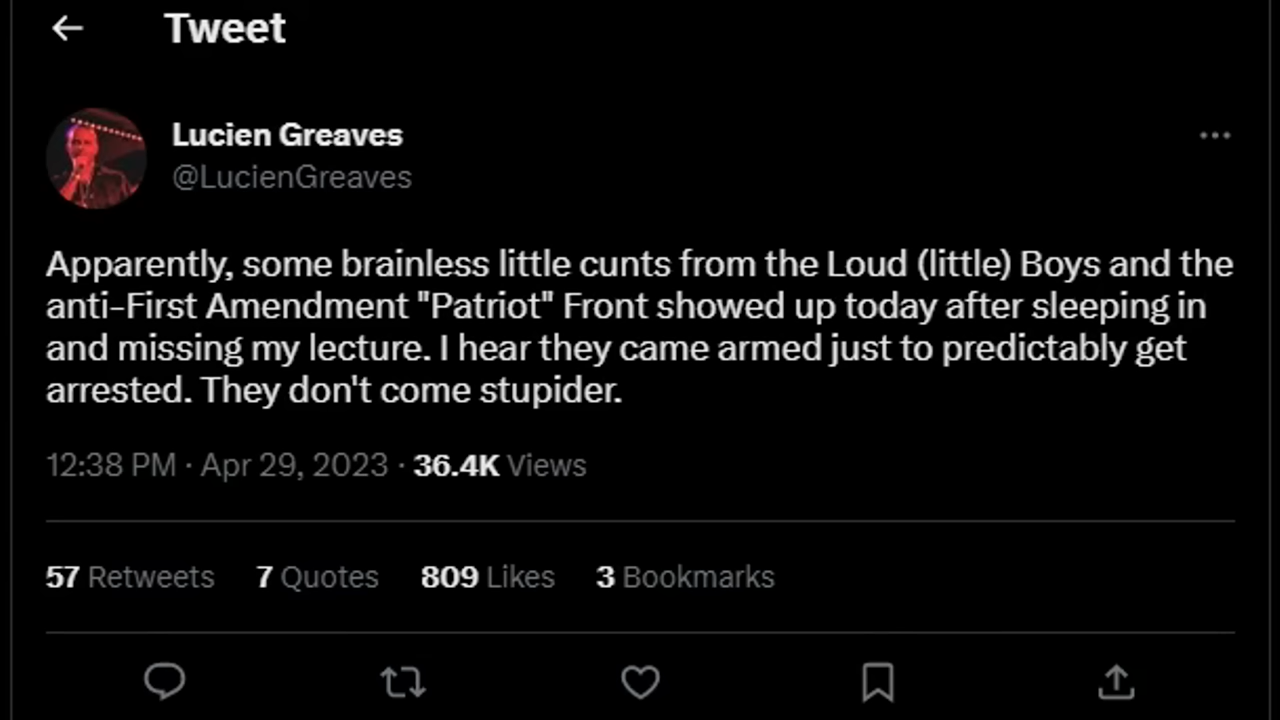 Tweet
Lucien Greaves
@LucienGreaves
Apparently, some brainless little cunts from the Loud (little) Boys and the
anti-First Amendment "Patriot" Front showed up today after sleeping in
and missing my lecture. I hear they came armed just to predictably get
arrested. They don't come stupider.
12:38 PM · Apr 29, 2023 · 36.4K Views
57 Retweets 7 Quotes 809 Likes 3 Bookmarks